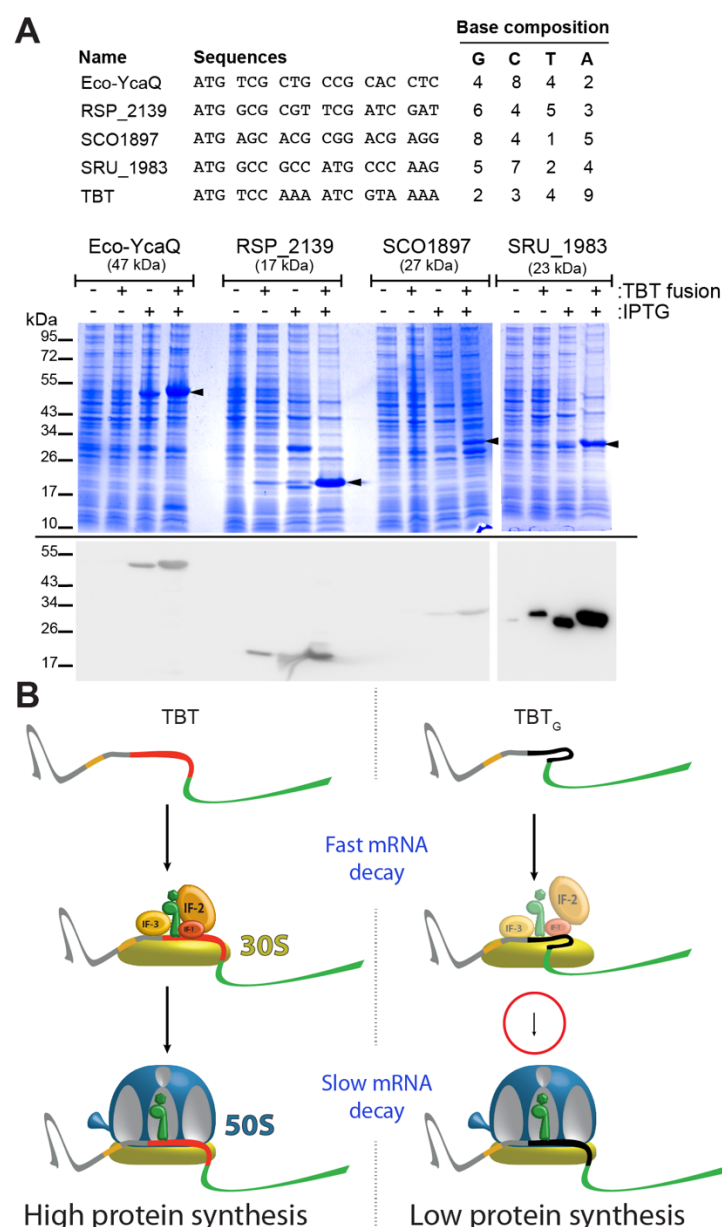 A
Base composition
Name Sequences G C T A
Eco-YcaQ ATG TCG CTG CCG CAC CTC 4 8 4 2
RSP_2139 ATG GCG CGT TCG ATC GAT 6 4 5 3
SCO1897 ATG AGC ACG CGG ACG AGG 8 4 1 5
SRU_1983 ATG GCC GCC ATG CCC AAG 5 7 2 4
TBT ATG TCC AAA ATC GTA AAA 2 3 4 9
Eco-YcaQ RSP_2139 SCO1897 SRU_1983
(47 kDa) (17 kDa) (27 kDa) (23 kDa)
- + - + - + - + - + - + - + - + :TBT fusion
- - + + - - + + - - + + - - + + :IPTG
kDa
95
72
55
43
34
26
17
10
55
43
34
26
17
B
TBT TBTG
Fast mRNA
decay
IF-3 IF-2 IF-1 30S IF-3 IF-2 IF-1
Slow mRNA
decay
50S
High protein synthesis Low protein synthesis